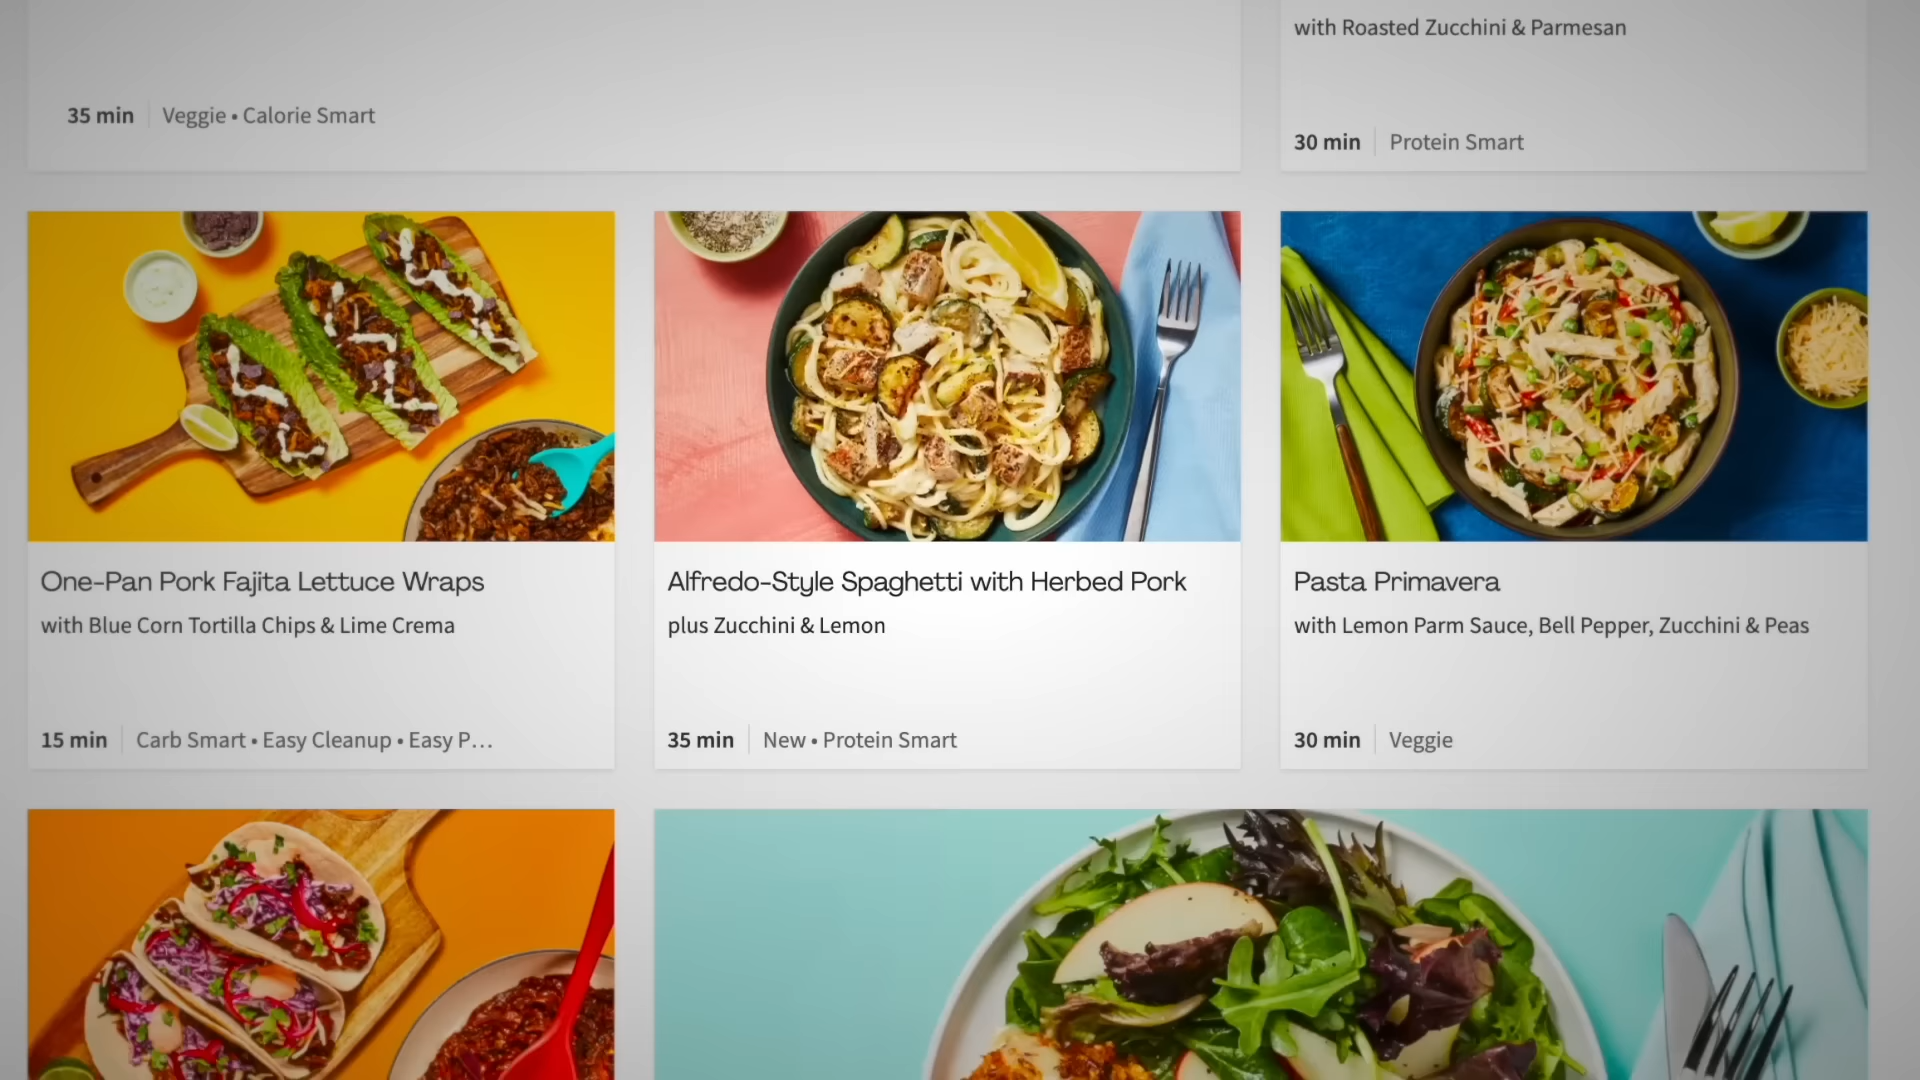 with Roasted Zucchini & Parmesan
35 min Veggie • Calorie Smart
30 min Protein Smart
One-Pan Pork Fajita Lettuce Wraps
with Blue Corn Tortilla Chips & Lime Crema
15 min Carb Smart • Easy Cleanup • Easy P...
Alfredo-Style Spaghetti with Herbed Pork
plus Zucchini & Lemon
35 min New • Protein Smart
Pasta Primavera
with Lemon Parm Sauce, Bell Pepper, Zucchini & Peas
30 min Veggie